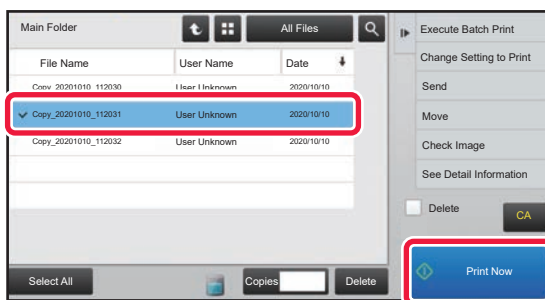 Main Folder
All Files
File Name User Name Date
Copy_20201010_112030 User Unknown 2020/10/10
Copy_20201010_112031 User Unknown 2020/10/10
Copy_20201010_112032 User Unknown 2020/10/10
Select All Copies Delete
Execute Batch Print
Change Setting to Print
Send
Move
Check Image
See Detail Information
Delete
CA
Print Now